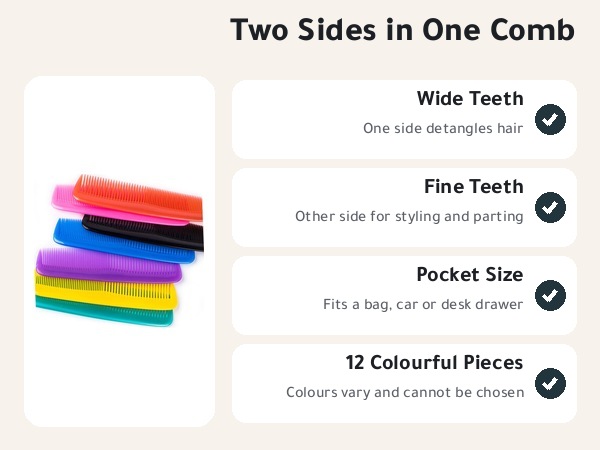 Two Sides in One Comb
Wide Teeth
One side detangles hair
Fine Teeth
Other side for styling and parting
Pocket Size
Fits a bag, car or desk drawer
12 Colourful Pieces
Colours vary and cannot be chosen